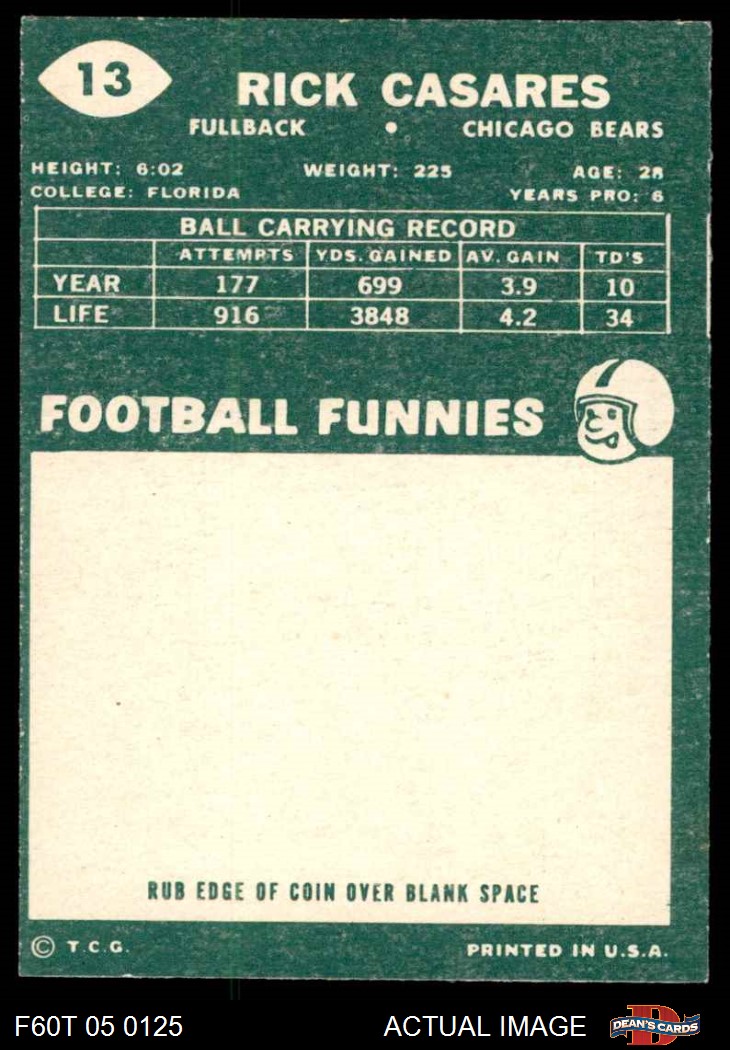 13
RICK CASARES
FULLBACK • CHICAGO BEARS
HEIGHT: 6:02 WEIGHT: 225 AGE: 28
COLLEGE: FLORIDA YEARS PRO: 6
BALL CARRYING RECORD
ATTEMPTS YDS. GAINED AV. GAIN TD'S
YEAR 177 699 3.9 10
LIFE 916 3848 4.2 34
FOOTBALL FUNNIES
RUB EDGE OF COIN OVER BLANK SPACE
© T.C.G. PRINTED IN U.S.A.
F60T 05 0125 ACTUAL IMAGE D DEAN'S CARDS